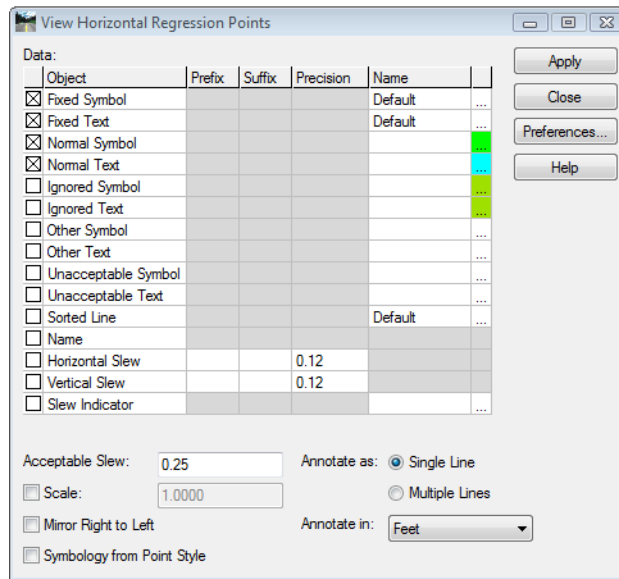 View Horizontal Regression Points
Data:
Object Prefix Suffix Precision Name
Fixed Symbol Default ...
Fixed Text Default ...
Normal Symbol ...
Normal Text ...
Ignored Symbol ...
Ignored Text ...
Other Symbol ...
Other Text ...
Unacceptable Symbol ...
Unacceptable Text ...
Sorted Line Default ...
Name
Horizontal Slew 0.12
Vertical Slew 0.12
Slew Indicator ...
Apply
Close
Preferences...
Help
Acceptable Slew: 0.25 Annotate as: Single Line
Scale: 1.0000 Multiple Lines
Mirror Right to Left Annotate in: Feet
Symbology from Point Style